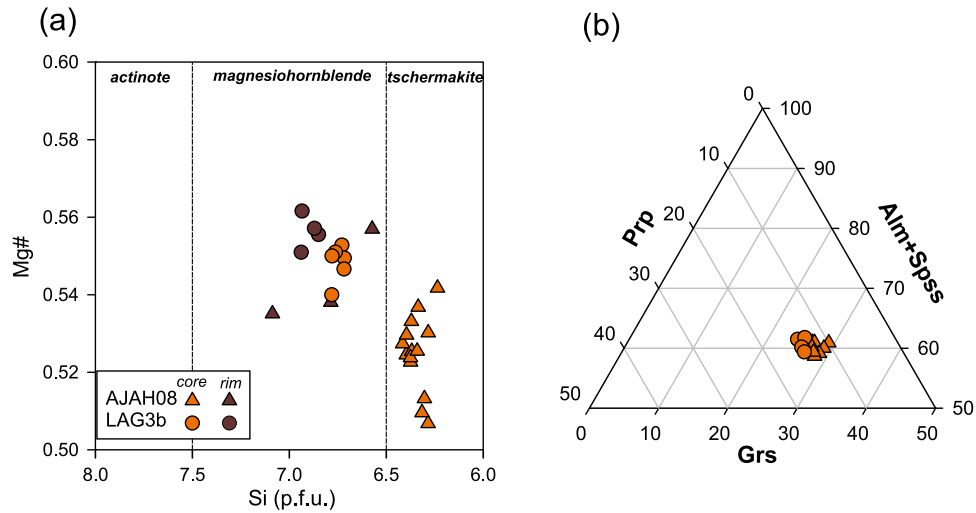 (a)
(b)
0.60
actinote
magnesiohornblende
tschermakite
0.58
0.56
0.54
0.52
0.50
Mg#
core
rim
AJAH08
LAG3b
8.0
7.5
7.0
6.5
6.0
Si (p.f.u.)
0
100
10
90
20
80
30
70
40
60
50
50
Prp
Alm+Spss
0
10
20
30
40
50
Grs